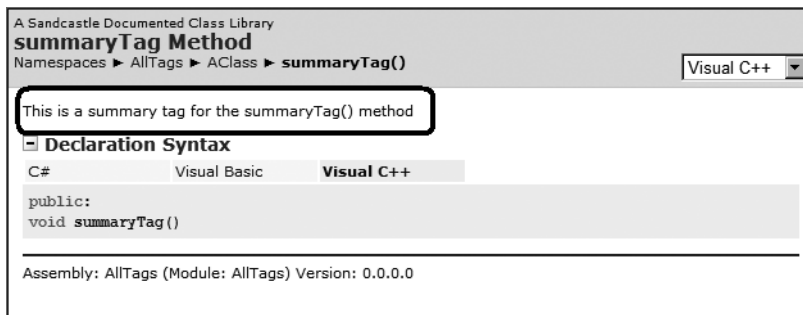 A Sandcastle Documented Class Library
summaryTag Method
Namespaces ► AllTags ► AClass ► summaryTag()
Visual C++
This is a summary tag for the summaryTag() method
Declaration Syntax
C# Visual Basic Visual C++
public:
void summaryTag()
Assembly: AllTags (Module: AllTags) Version: 0.0.0.0